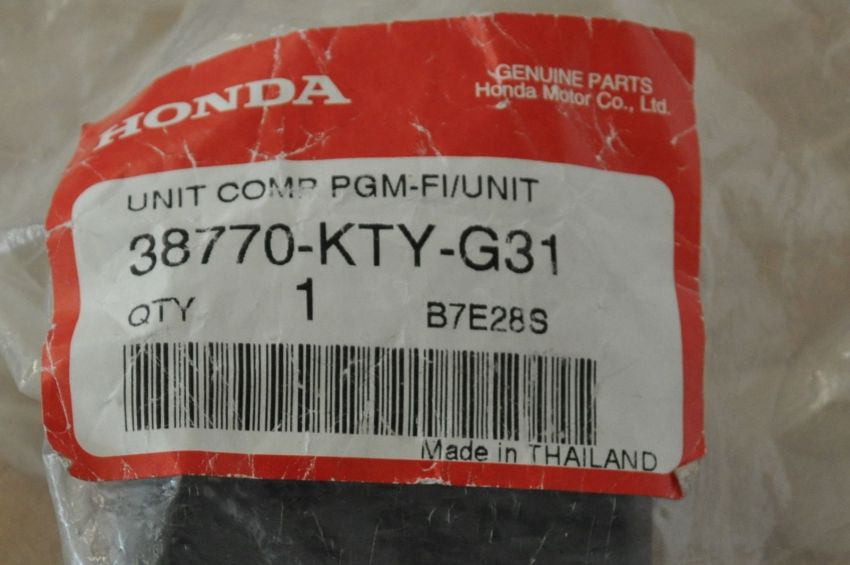 HONDA
GENUINE PARTS
Honda Motor Co., Ltd.
UNIT COMP PGM-FI/UNIT
38770-KTY-G31
QTY 1 B7E28S
Made in THAILAND